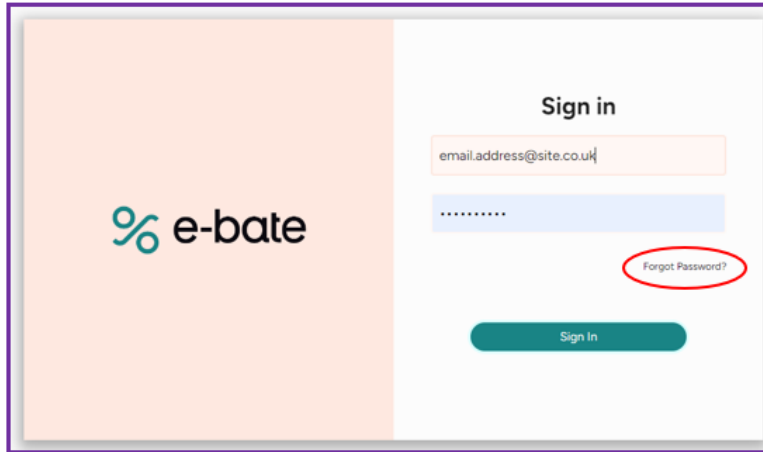 Sign in
email.address@site.co.uk
••••••••••
e-bate
Forgot Password?
Sign In